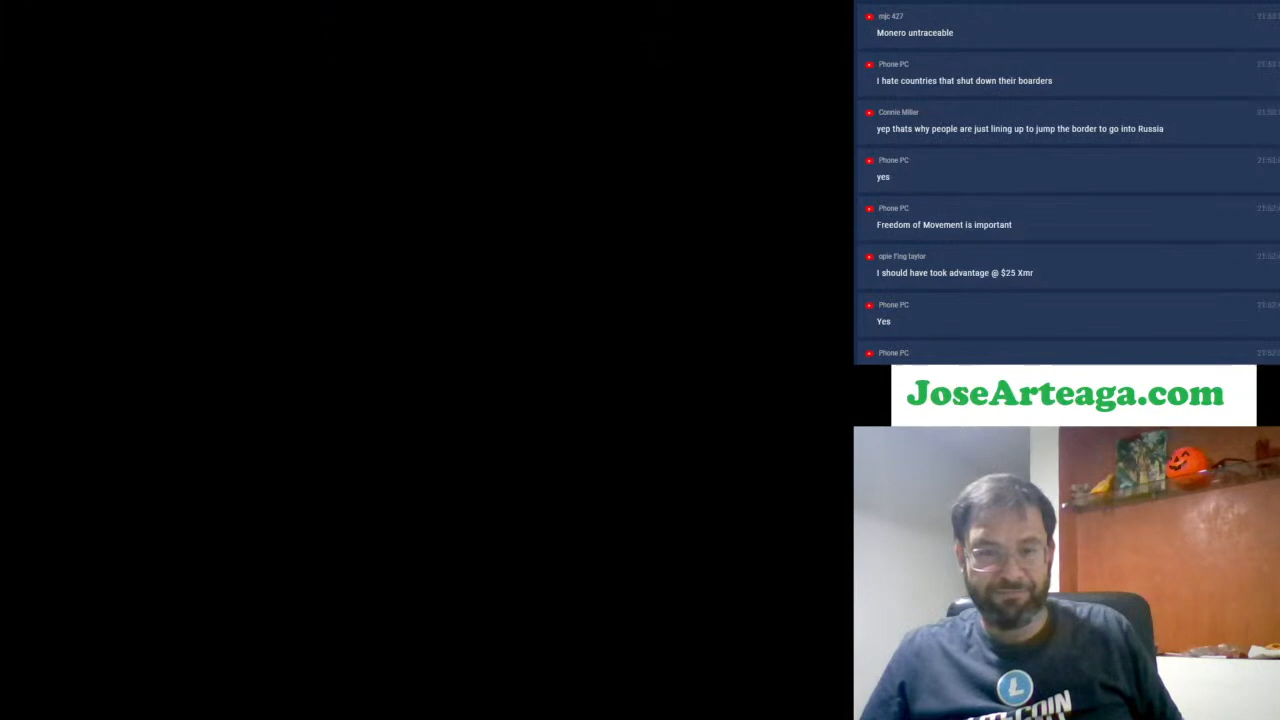 mjc 427
Monero untraceable
Phone PC
I hate countries that shut down their boarders
Connie Miller
yep thats why people are just lining up to jump the border to go into Russia
Phone PC
yes
Phone PC
Freedom of Movement is important
opie f'ing taylor
I should have took advantage @ $25 Xmr
Phone PC
Yes
Phone PC
JoseArteaga.com